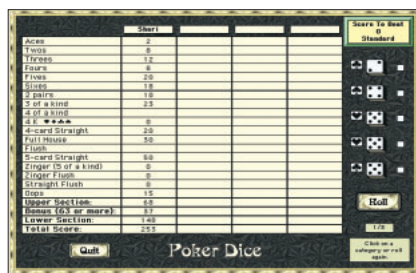 Shari
Score To Beat
0
Standard
Aces 2
Twos 8
Threes 12
Fours 8
Fives 20
Sixes 18
2 pairs 10
3 of a kind 23
4 of a kind
4 K 0
4-card Straight 20
Full House 30
Flush
5-card Straight 50
Zinger (5 of a kind) 0
Zinger Flush 0
Straight Flush 0
Oops 15
Upper Section: 68
Bonus (63 or more): 37
Lower Section: 148
Total Score: 253
Roll
Quit
Poker Dice
Click on a
category or roll
again.